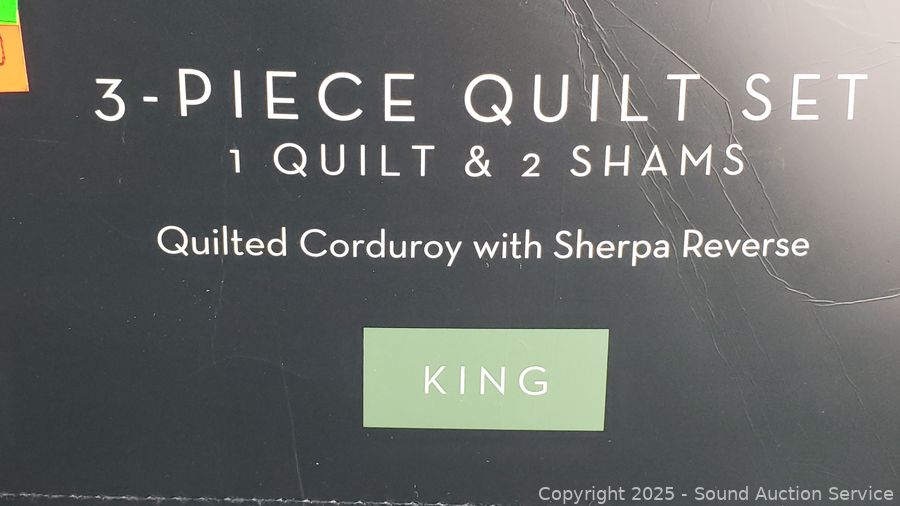 3-PIECE QUILT SET
1 QUILT & 2 SHAMS
Quilted Corduroy with Sherpa Reverse
KING
Copyright 2025 - Sound Auction Service